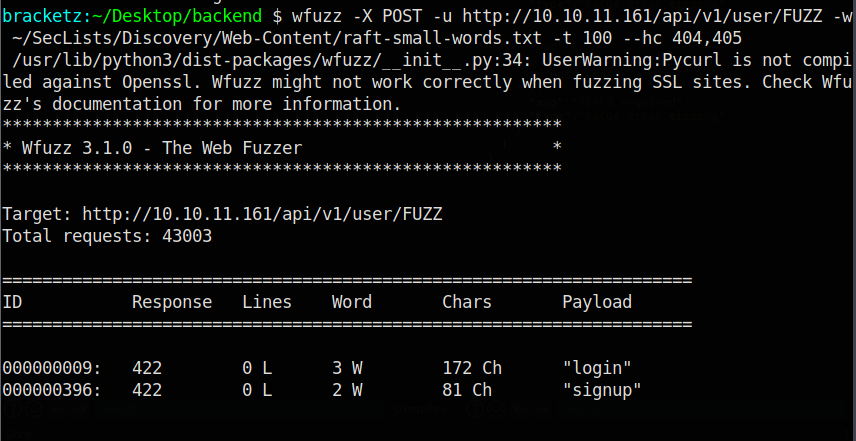 bracketz:~/Desktop/backend $ wfuzz -X POST -u http://10.10.11.161/api/v1/user/FUZZ -w
~/SecLists/Discovery/Web-Content/raft-small-words.txt -t 100 --hc 404,405
/usr/lib/python3/dist-packages/wfuzz/__init__.py:34: UserWarning:Pycurl is not compi
led against Openssl. Wfuzz might not work correctly when fuzzing SSL sites. Check Wfu
zz's documentation for more information.
********************************************************
* Wfuzz 3.1.0 - The Web Fuzzer                         *
********************************************************

Target: http://10.10.11.161/api/v1/user/FUZZ
Total requests: 43003

=====================================================================
ID           Response   Lines    Word       Chars       Payload
=====================================================================

000000009:   422        0 L      3 W        172 Ch      "login"
000000396:   422        0 L      2 W        81 Ch       "signup"